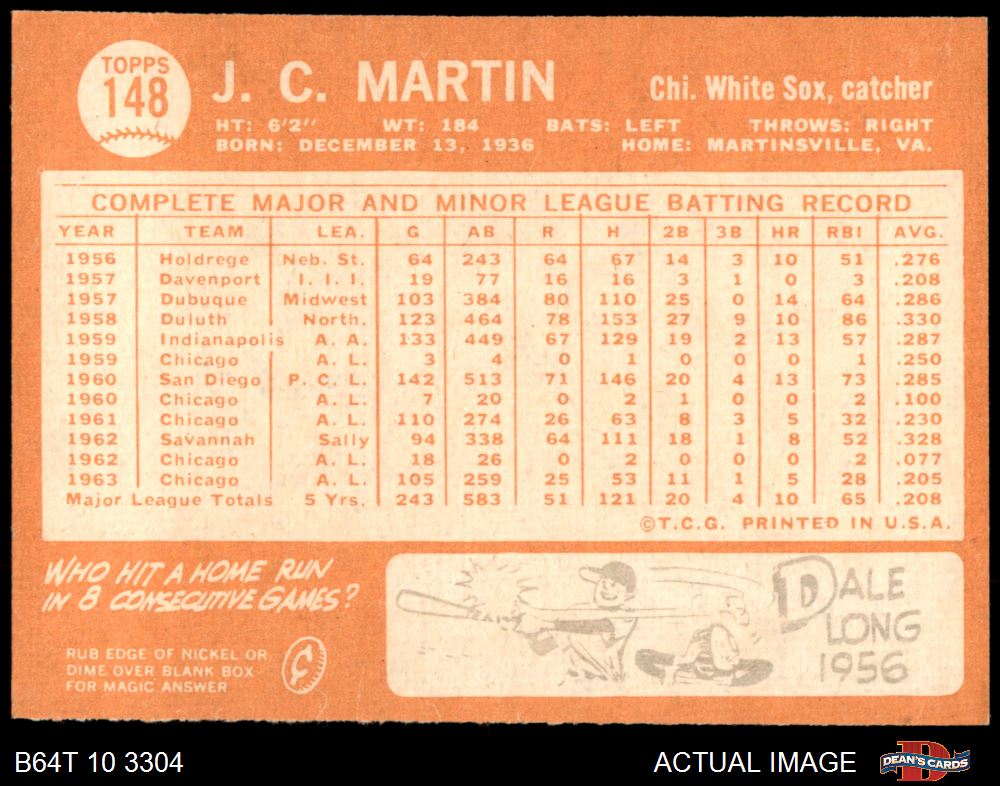 TOPPS
148
J. C. MARTIN
Chi. White Sox, catcher
HT: 6'2" WT: 184 BATS: LEFT THROWS: RIGHT
BORN: DECEMBER 13, 1936 HOME: MARTINSVILLE, VA.
COMPLETE MAJOR AND MINOR LEAGUE BATTING RECORD
YEAR TEAM LEA. G AB R H 2B 3B HR RBI AVG.
1956 Holdrege Neb. St. 64 243 64 67 14 3 10 51 .276
1957 Davenport I. I. I. 19 77 16 16 3 1 0 3 .208
1957 Dubuque Midwest 103 384 80 110 25 0 14 64 .286
1958 Duluth North. 123 464 78 153 27 9 10 86 .330
1959 Indianapolis A. A. 133 449 67 129 19 2 13 57 .287
1959 Chicago A. L. 3 4 0 1 0 0 0 1 .250
1960 San Diego P. C. L. 142 513 71 146 20 4 13 73 .285
1960 Chicago A. L. 7 20 0 2 1 0 0 2 .100
1961 Chicago A. L. 110 274 26 63 8 3 5 32 .230
1962 Savannah Sally 94 338 64 111 18 1 8 52 .328
1962 Chicago A. L. 18 26 0 2 0 0 0 2 .077
1963 Chicago A. L. 105 259 25 53 11 1 5 28 .205
Major League Totals 5 Yrs. 243 583 51 121 20 4 10 65 .208
©T.C.G. PRINTED IN U.S.A.
WHO HIT A HOME RUN
IN 8 CONSECUTIVE GAMES?
RUB EDGE OF NICKEL OR
DIME OVER BLANK BOX
FOR MAGIC ANSWER
DALE
LONG
1956
B64T 10 3304
ACTUAL IMAGE
DEAN'S CARDS